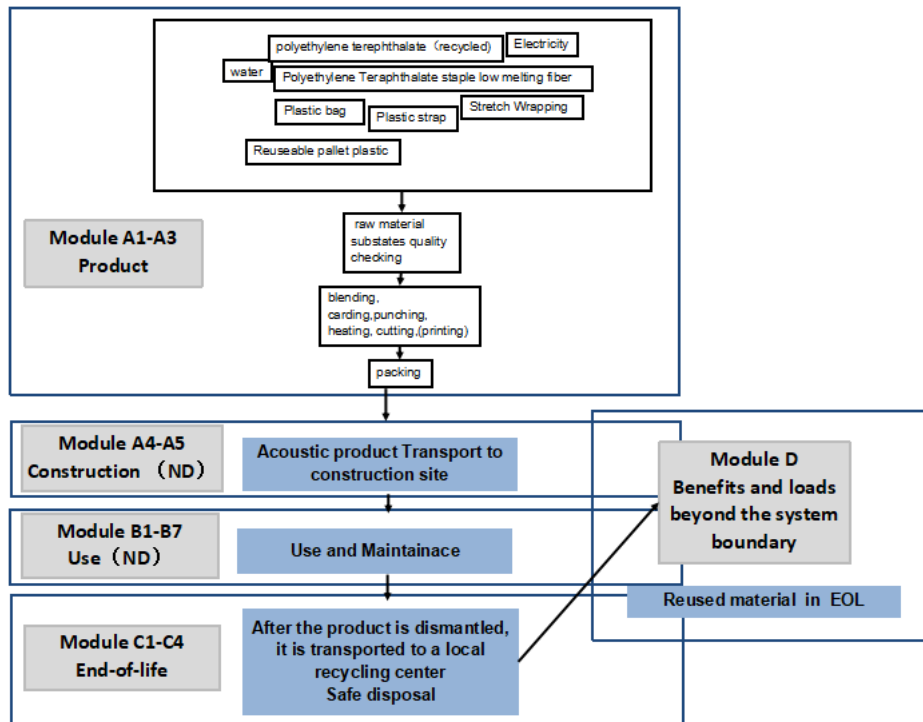 polyethylene terephthalate（recycled）
Electricity
water
Polyethylene Teraphthalate staple low melting fiber
Plastic bag
Plastic strap
Stretch Wrapping
Reuseable pallet plastic
Module A1-A3
Product
raw material
substates quality
checking
blending,
carding,punching,
heating, cutting,(printing)
packing
Module A4-A5
Construction （ND）
Acoustic product Transport to
construction site
Module B1-B7
Use（ND）
Use and Maintainace
Module C1-C4
End-of-life
After the product is dismantled,
it is transported to a local
recycling center
Safe disposal
Module D
Benefits and loads
beyond the system
boundary
Reused material in EOL